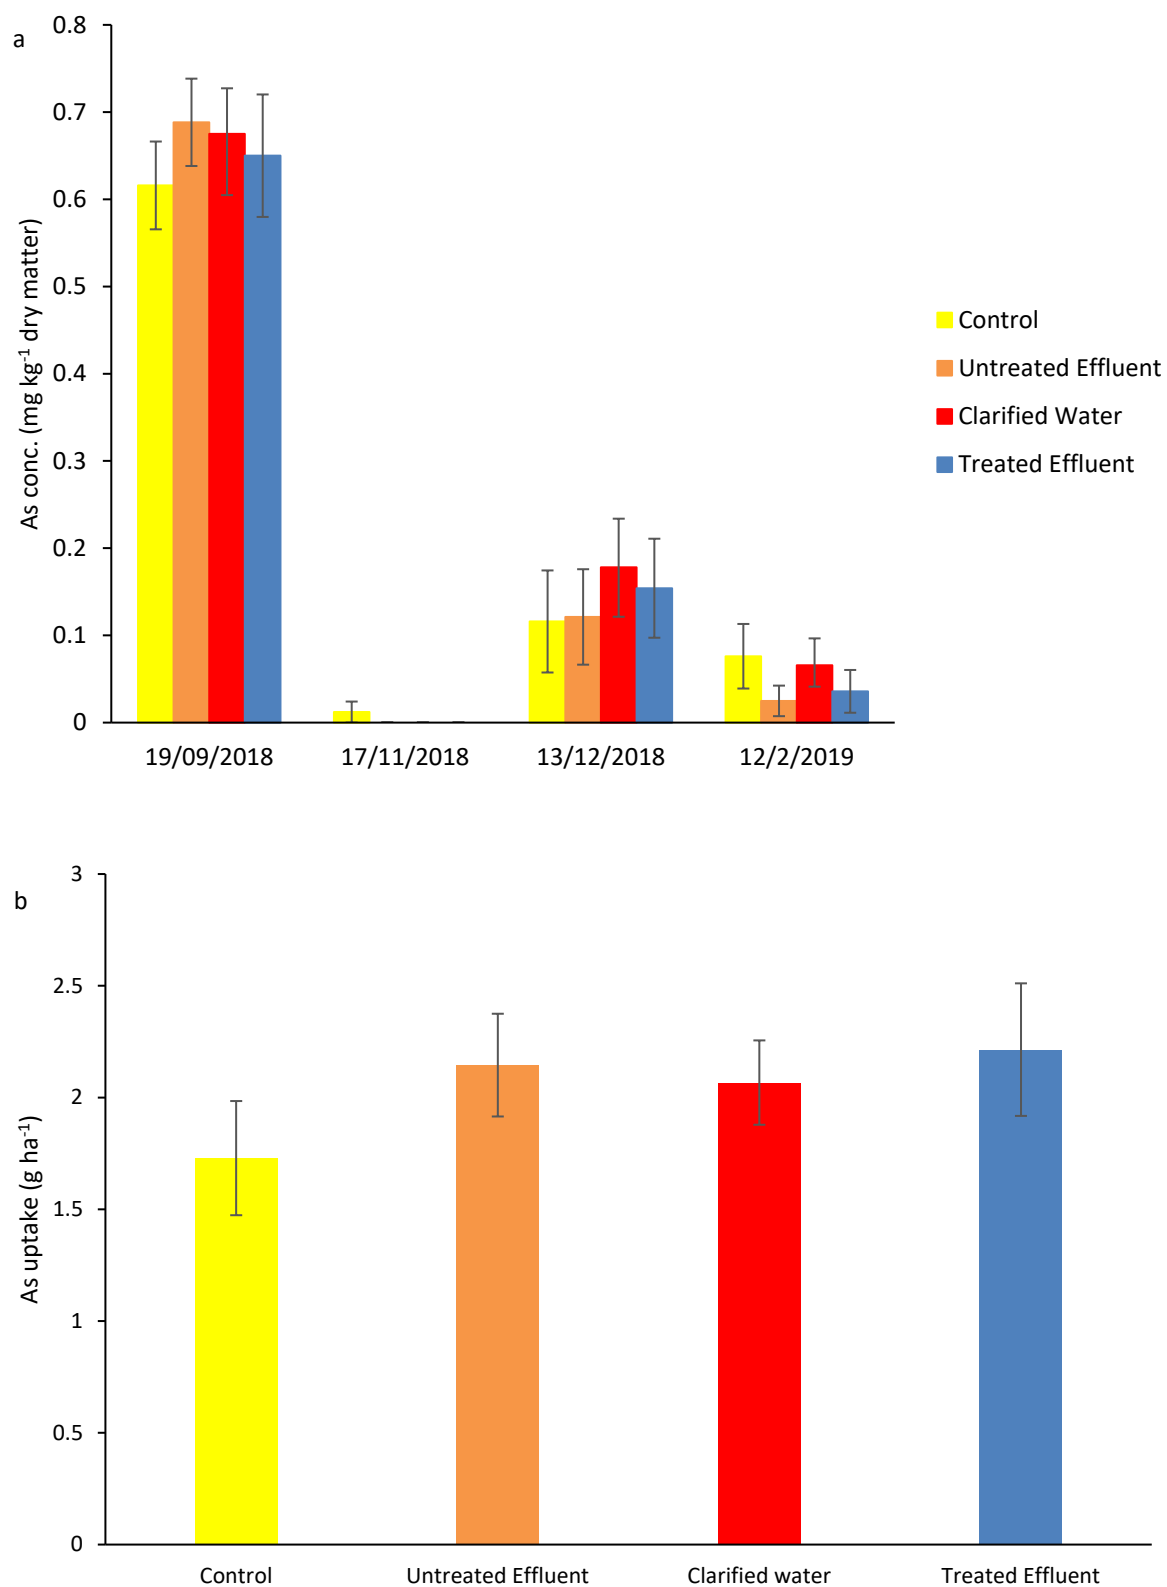 a
As conc. (mg kg⁻¹ dry matter)
0.8
0.7
0.6
0.5
0.4
0.3
0.2
0.1
0
19/09/2018 17/11/2018 13/12/2018 12/2/2019
Control
Untreated Effluent
Clarified Water
Treated Effluent
b
As uptake (g ha⁻¹)
3
2.5
2
1.5
1
0.5
0
Control Untreated Effluent Clarified water Treated Effluent